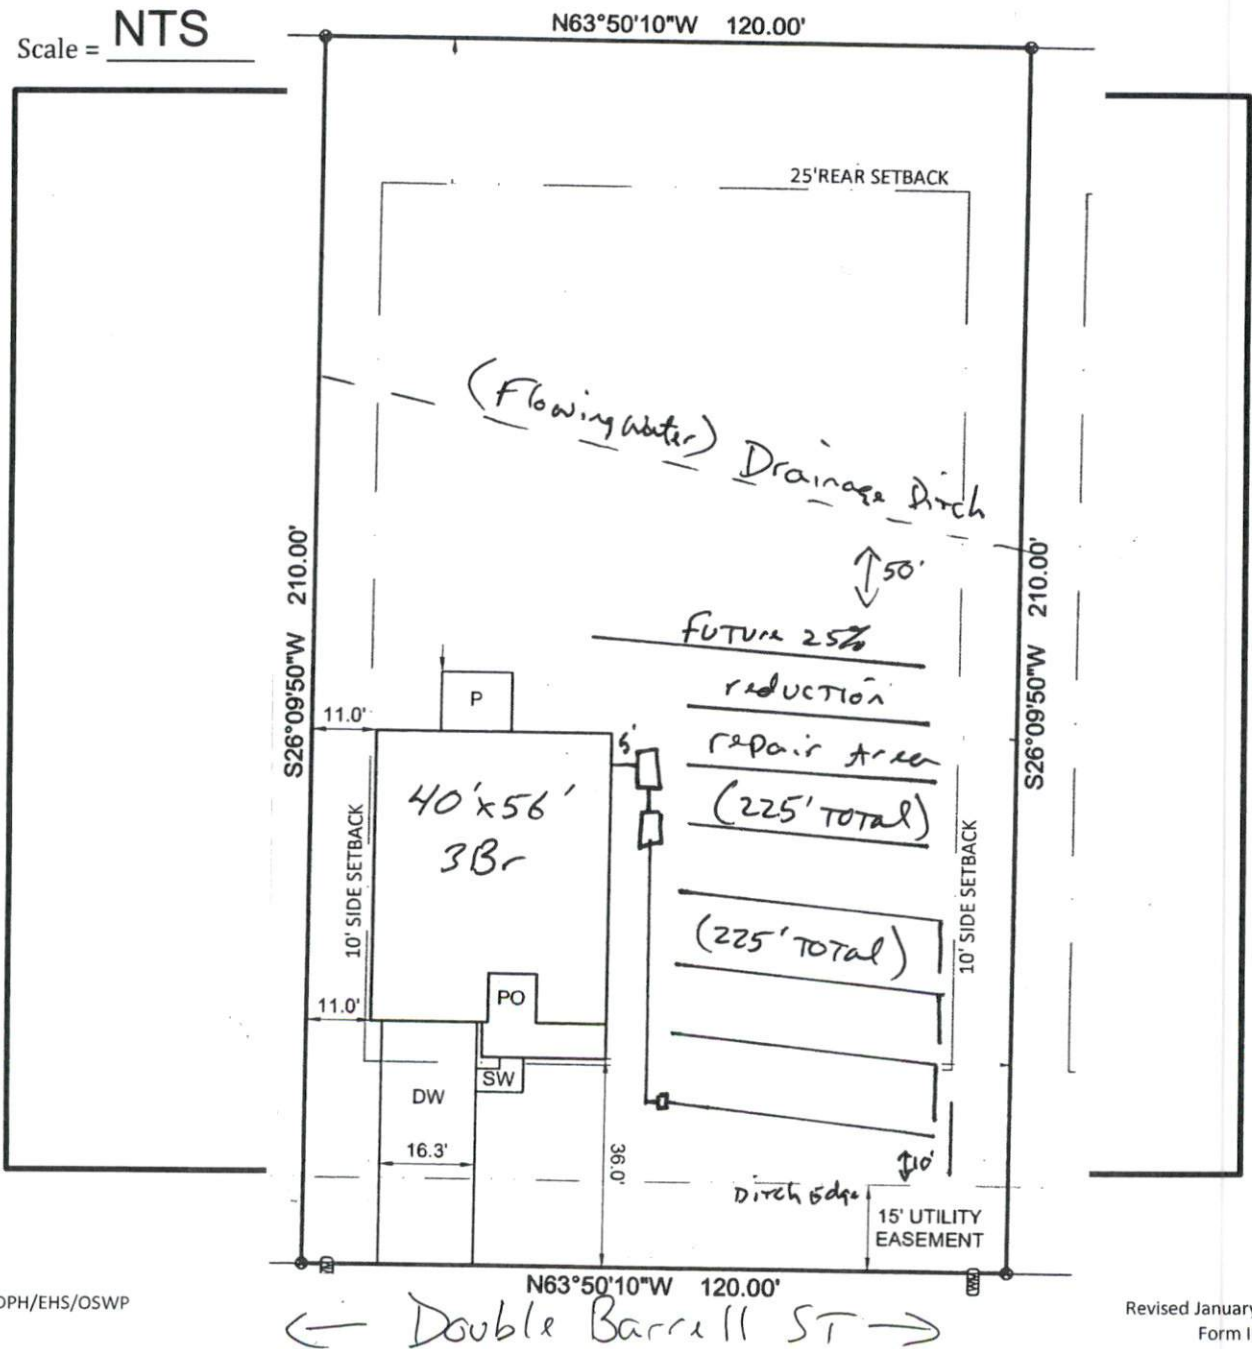 Scale = NTS
N63°50'10"W 120.00'
25'REAR SETBACK
(Flowing water) Drainage Ditch
50'
S26°09'50"W 210.00'
S26°09'50"W 210.00'
Future 25%
reduction
repair Area
(225' TOTAL)
P
11.0'
5'
40'x56'
3Br
10' SIDE SETBACK
10' SIDE SETBACK
(225' TOTAL)
PO
11.0'
SW
DW
16.3'
36.0'
10'
Ditch Edge
15' UTILITY
EASEMENT
N63°50'10"W 120.00'
DPH/EHS/OSWP
← Double Barrell ST →
Revised January
Form I